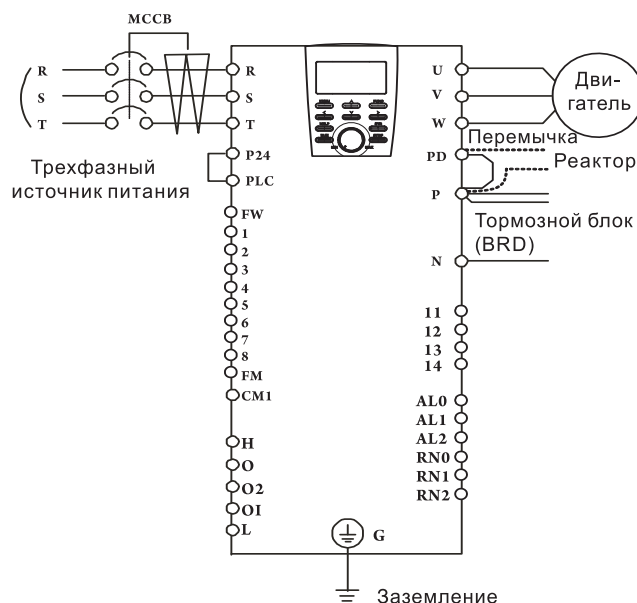 MCCB
R
S
T
R
S
T
Трехфазный
источник питания
P24
PLC
FW
1
2
3
4
5
6
7
8
FM
CM1
H
O
O2
OI
L
G
Заземление
U
V
W
Дви-
гатель
Перемычка
PD
Реактор
P
Тормозной блок
(BRD)
N
11
12
13
14
AL0
AL1
AL2
RN0
RN1
RN2